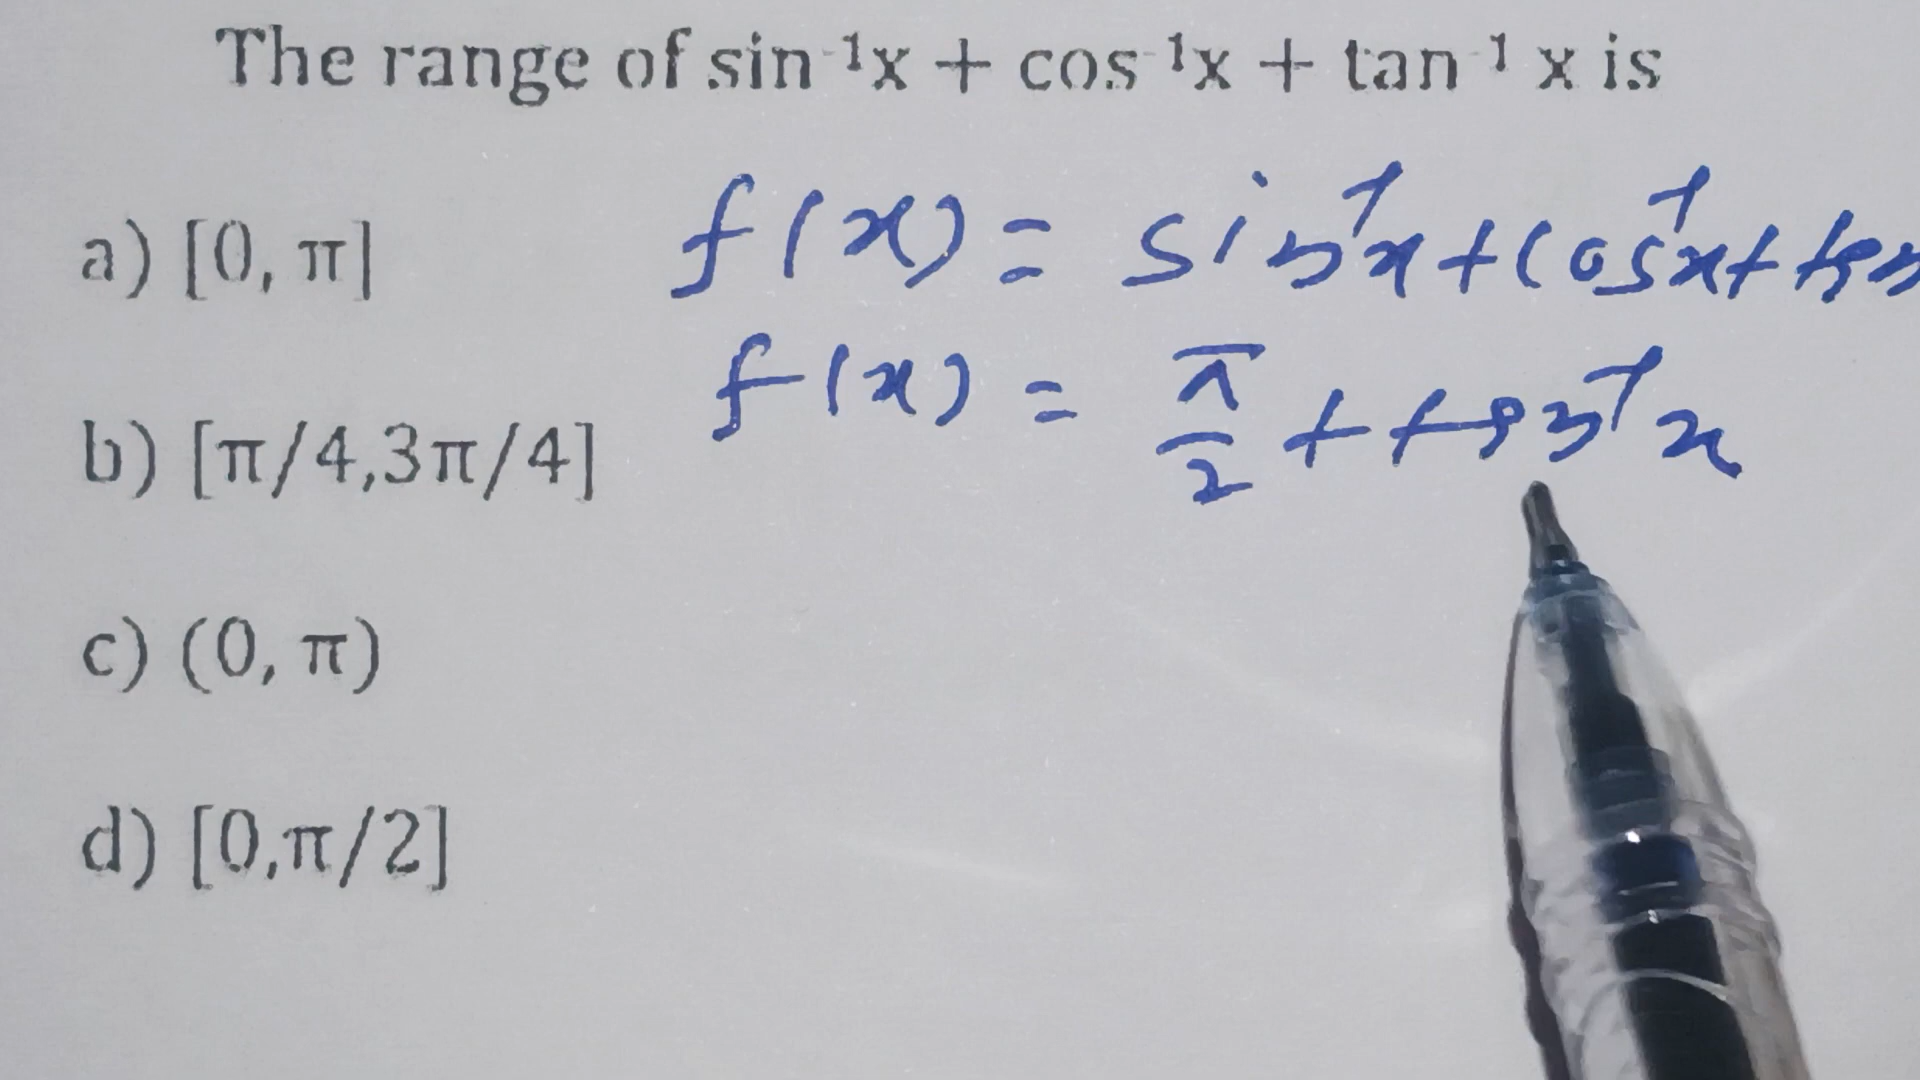 The range of sin⁻¹x + cos⁻¹x + tan⁻¹ x is
a) [0, π]
f(x) = sin⁻¹x + cos⁻¹x + tan
b) [π/4,3π/4]
f(x) = π/2 + tan⁻¹x
c) (0, π)
d) [0,π/2]